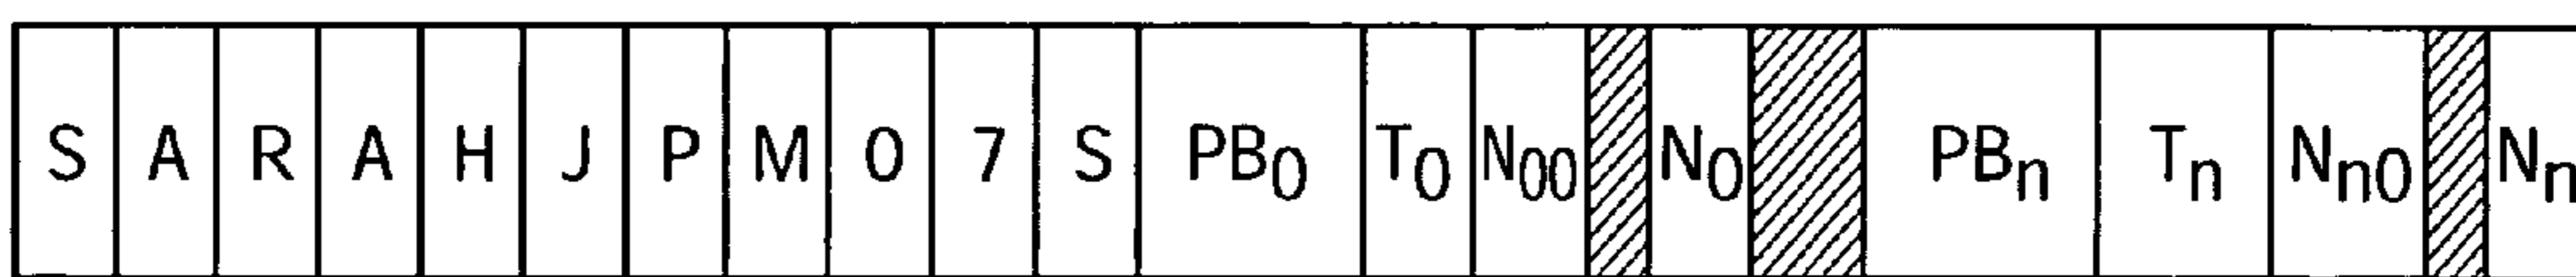 S A R A H J P M 0 7 S PB₀ T₀ N₀₀ N₀ PBₙ Tₙ Nₙ₀ Nₙ